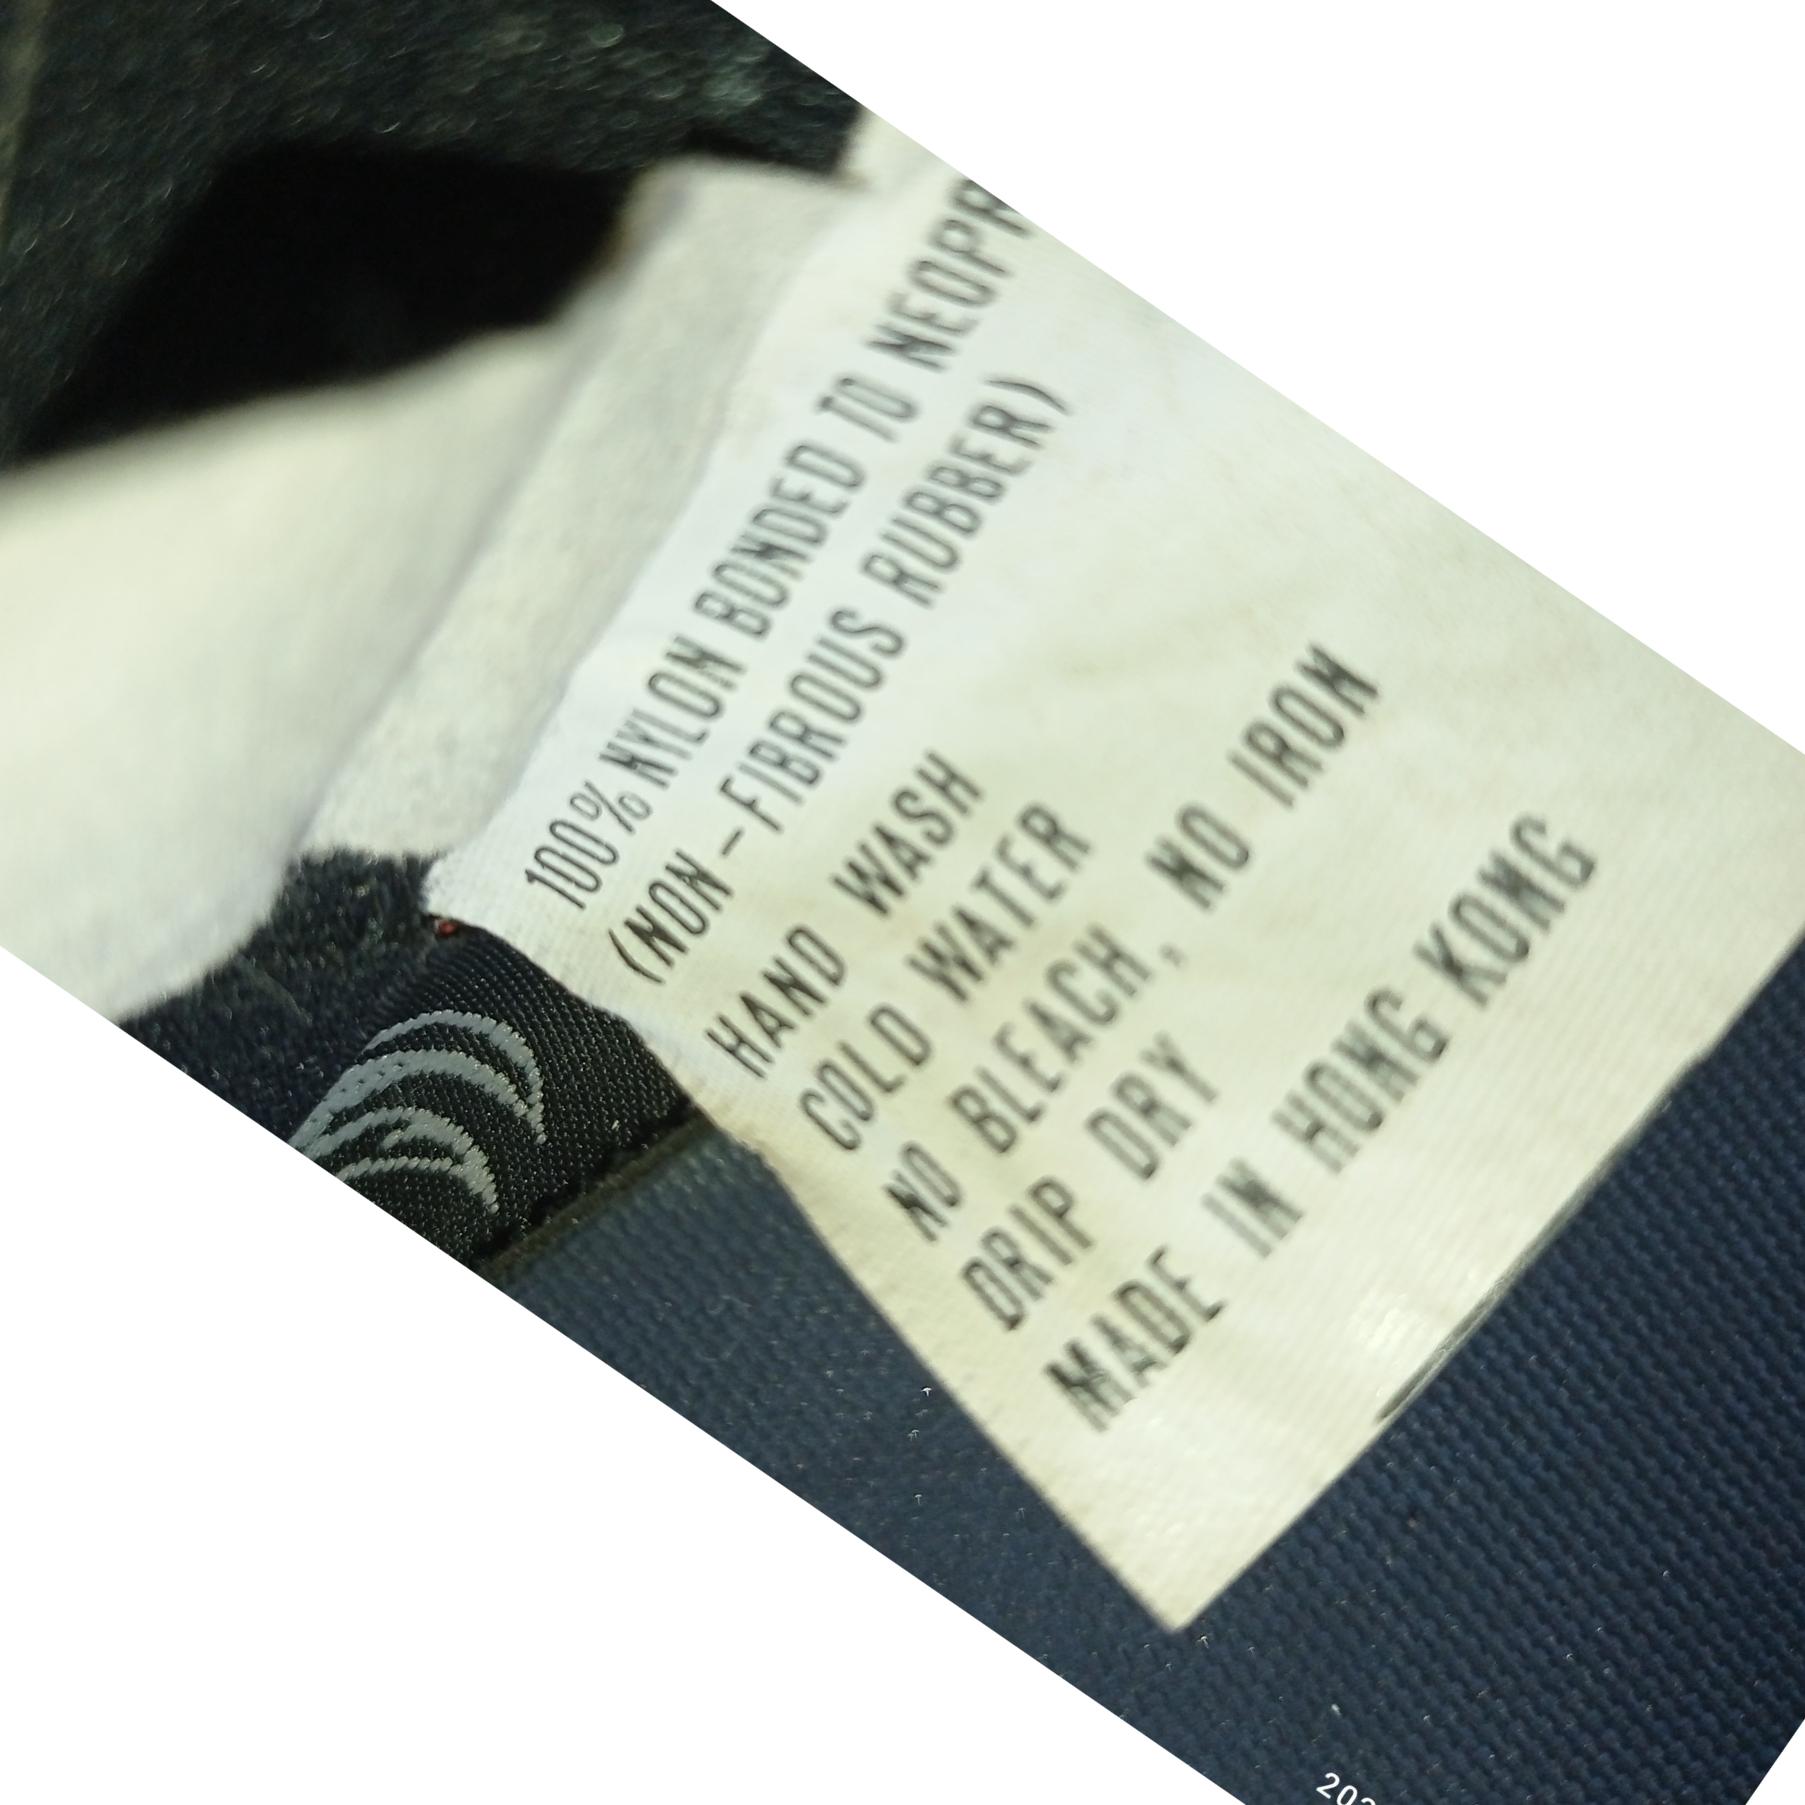 100% NYLON BONDED TO NEOPR
(NON-FIBROUS RUBBER)
HAND WASH
COLD WATER
NO BLEACH, NO IRON
DRIP DRY
MADE IN HONG KONG
202